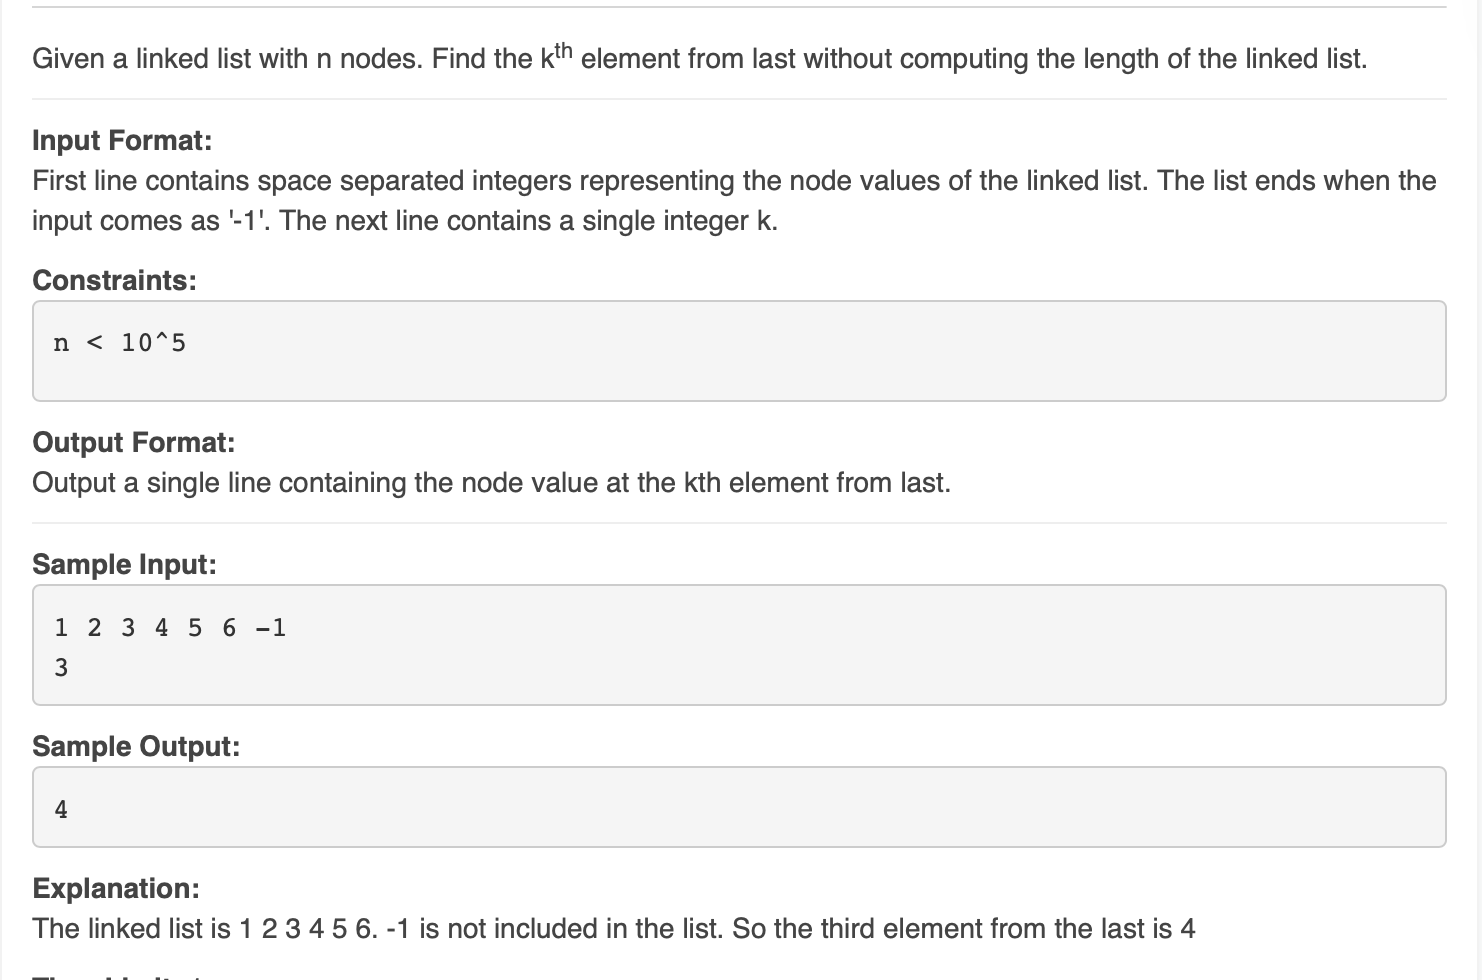 Given a linked list with n nodes. Find the kth element from last without computing the length of the linked list.
Input Format:
First line contains space separated integers representing the node values of the linked list. The list ends when the
input comes as '-1'. The next line contains a single integer k.
Constraints:
n < 10^5
Output Format:
Output a single line containing the node value at the kth element from last.
Sample Input:
1 2 3 4 5 6 -1
3
Sample Output:
4
Explanation:
The linked list is 1 2 3 4 5 6. -1 is not included in the list. So the third element from the last is 4